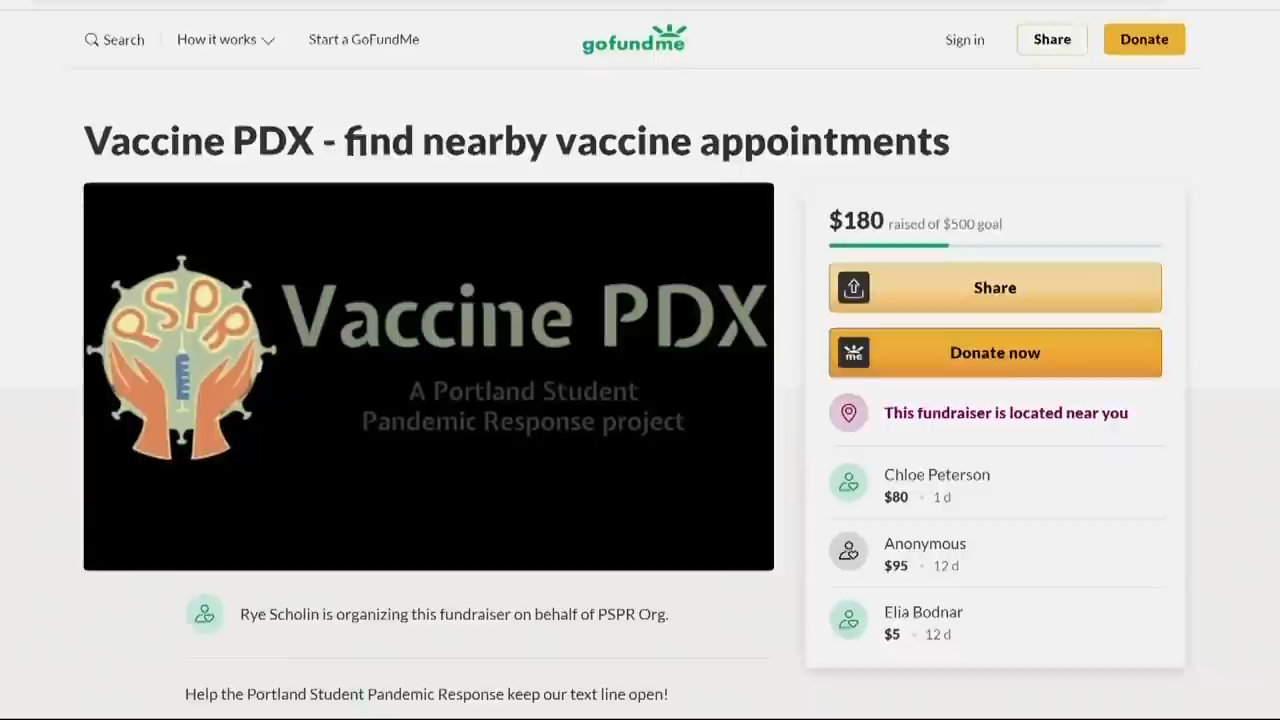 Search
How it works
Start a GoFundMe
gofundme
Sign in
Share
Donate
Vaccine PDX - find nearby vaccine appointments
PSPR
Vaccine PDX
A Portland Student
Pandemic Response project
$180 raised of $500 goal
Share
me
Donate now
This fundraiser is located near you
Chloe Peterson
$80 • 1 d
Anonymous
$95 • 12 d
Elia Bodnar
$5 • 12 d
Rye Scholin is organizing this fundraiser on behalf of PSPR Org.
Help the Portland Student Pandemic Response keep our text line open!